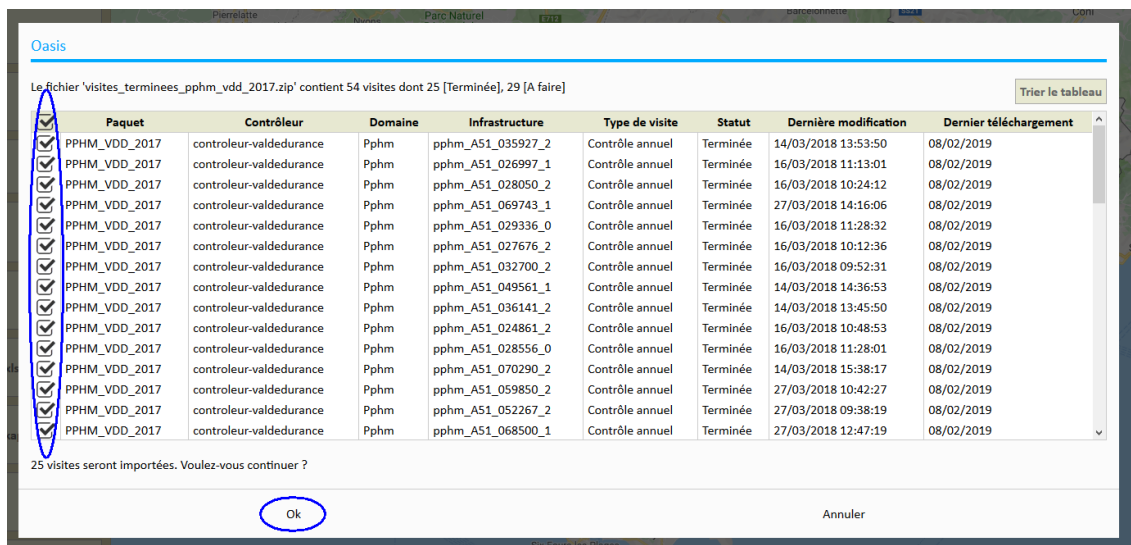 Pierrelatte Nyons Parc Naturel E712 Barcelonnette Coni
Oasis
Le fichier 'visites_terminees_pphm_vdd_2017.zip' contient 54 visites dont 25 [Terminée], 29 [A faire]
Trier le tableau
Paquet Contrôleur Domaine Infrastructure Type de visite Statut Dernière modification Dernier téléchargement
PPHM_VDD_2017 controleur-valdedurance Pphm pphm_A51_035927_2 Contrôle annuel Terminée 14/03/2018 13:53:50 08/02/2019
PPHM_VDD_2017 controleur-valdedurance Pphm pphm_A51_026997_1 Contrôle annuel Terminée 16/03/2018 11:13:01 08/02/2019
PPHM_VDD_2017 controleur-valdedurance Pphm pphm_A51_028050_2 Contrôle annuel Terminée 16/03/2018 10:24:12 08/02/2019
PPHM_VDD_2017 controleur-valdedurance Pphm pphm_A51_069743_1 Contrôle annuel Terminée 27/03/2018 14:16:06 08/02/2019
PPHM_VDD_2017 controleur-valdedurance Pphm pphm_A51_029336_0 Contrôle annuel Terminée 16/03/2018 11:28:32 08/02/2019
PPHM_VDD_2017 controleur-valdedurance Pphm pphm_A51_027676_2 Contrôle annuel Terminée 16/03/2018 10:12:36 08/02/2019
PPHM_VDD_2017 controleur-valdedurance Pphm pphm_A51_032700_2 Contrôle annuel Terminée 16/03/2018 09:52:31 08/02/2019
PPHM_VDD_2017 controleur-valdedurance Pphm pphm_A51_049561_1 Contrôle annuel Terminée 14/03/2018 14:36:53 08/02/2019
PPHM_VDD_2017 controleur-valdedurance Pphm pphm_A51_036141_2 Contrôle annuel Terminée 14/03/2018 13:45:50 08/02/2019
PPHM_VDD_2017 controleur-valdedurance Pphm pphm_A51_024861_2 Contrôle annuel Terminée 16/03/2018 10:48:53 08/02/2019
PPHM_VDD_2017 controleur-valdedurance Pphm pphm_A51_028556_0 Contrôle annuel Terminée 16/03/2018 11:28:01 08/02/2019
PPHM_VDD_2017 controleur-valdedurance Pphm pphm_A51_070290_2 Contrôle annuel Terminée 14/03/2018 15:38:17 08/02/2019
PPHM_VDD_2017 controleur-valdedurance Pphm pphm_A51_059850_2 Contrôle annuel Terminée 27/03/2018 10:42:27 08/02/2019
PPHM_VDD_2017 controleur-valdedurance Pphm pphm_A51_052267_2 Contrôle annuel Terminée 27/03/2018 09:38:19 08/02/2019
PPHM_VDD_2017 controleur-valdedurance Pphm pphm_A51_068500_1 Contrôle annuel Terminée 27/03/2018 12:47:19 08/02/2019
25 visites seront importées. Voulez-vous continuer ?
Ok Annuler